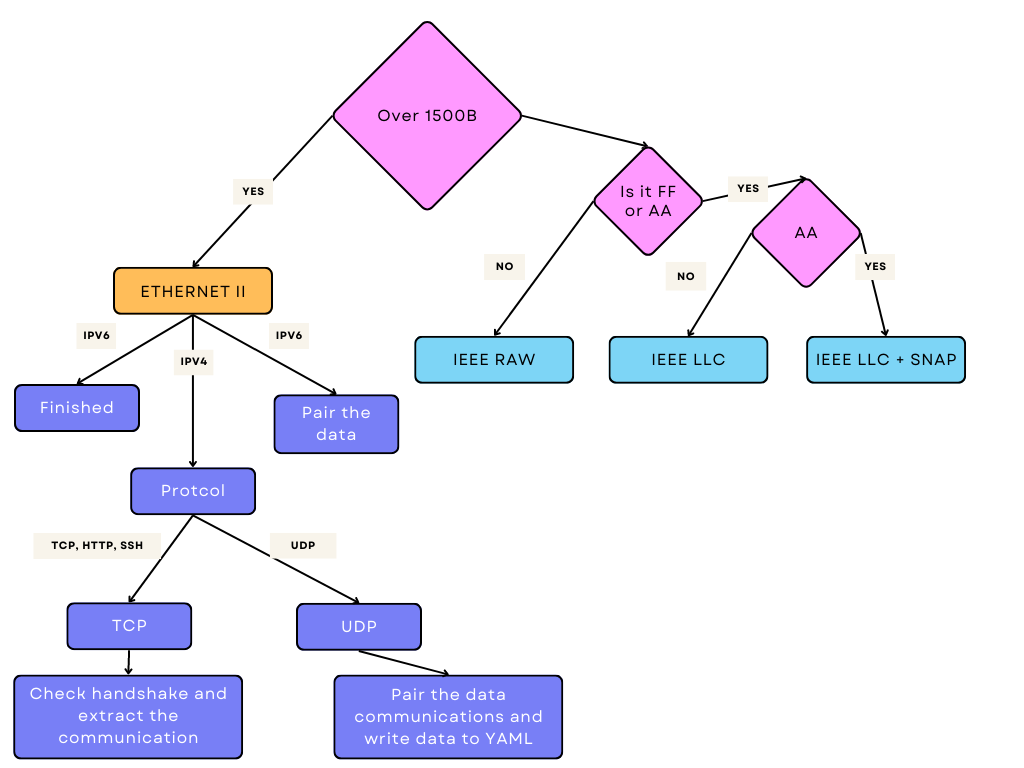 Over 1500B
Is it FF
or AA
YES
YES
AA
NO
NO
YES
ETHERNET II
IPV6
IPV4
IPV6
IEEE RAW
IEEE LLC
IEEE LLC + SNAP
Finished
Pair the
data
Protcol
TCP, HTTP, SSH
UDP
TCP
UDP
Check handshake and
extract the
communication
Pair the data
communications and
write data to YAML